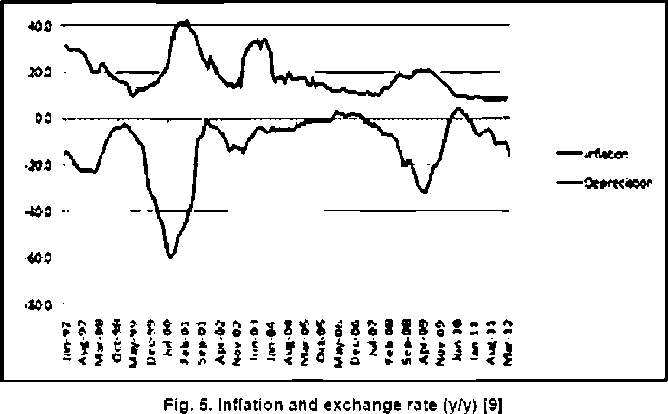 40.0
20.0
0.0
-20.0
-40.0
-60.0
-80.0
Inflation
Depreciation
Jan-97
Aug-97
Mar-98
Oct-98
May-99
Dec-99
Jul-00
Feb-01
Sep-01
Apr-02
Nov-02
Jun-03
Jan-04
Aug-04
Mar-05
Oct-05
May-06
Dec-06
Jul-07
Feb-08
Sep-08
Apr-09
Nov-09
Jun-10
Jan-11
Aug-11
Mar-12
Fig. 5. Inflation and exchange rate (y/y) [9]